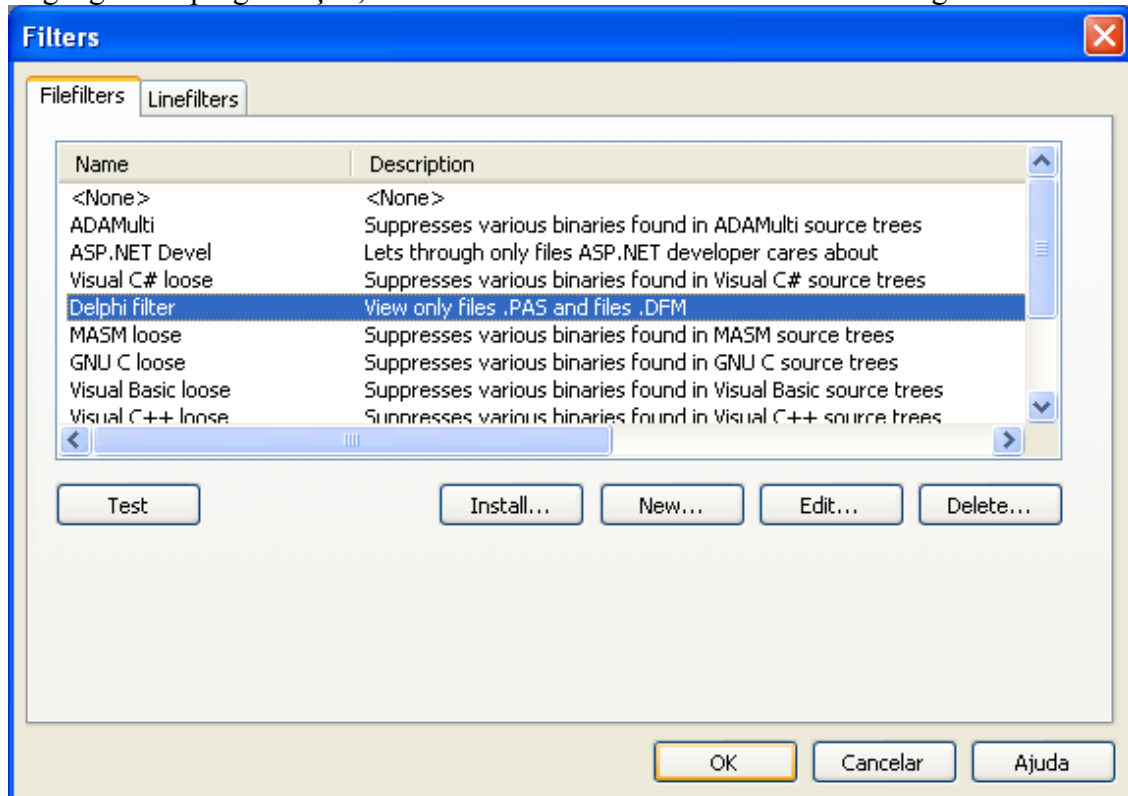 Filters
Filefilters Linefilters
Name Description
<None> <None>
ADAMulti Suppresses various binaries found in ADAMulti source trees
ASP.NET Devel Lets through only files ASP.NET developer cares about
Visual C# loose Suppresses various binaries found in Visual C# source trees
Delphi filter View only files .PAS and files .DFM
MASM loose Suppresses various binaries found in MASM source trees
GNU C loose Suppresses various binaries found in GNU C source trees
Visual Basic loose Suppresses various binaries found in Visual Basic source trees
Visual C++ loose Suppresses various binaries found in Visual C++ source trees
Test Install... New... Edit... Delete...
OK Cancelar Ajuda